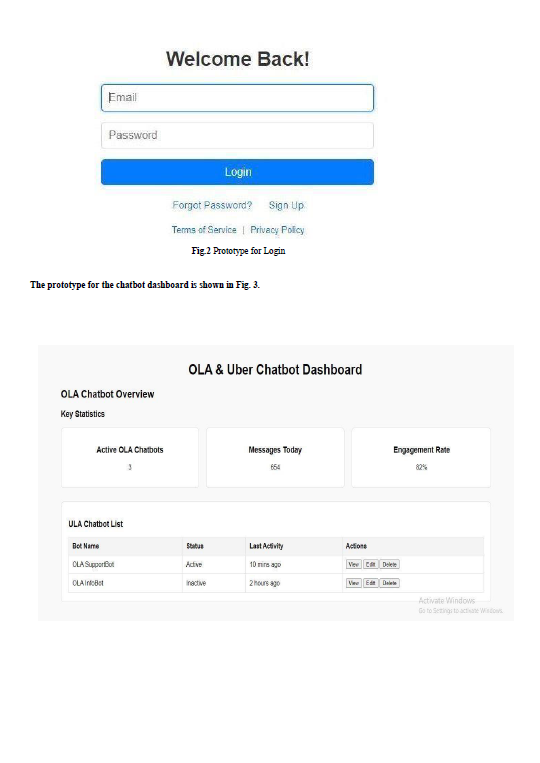 Welcome Back!
Email
Password
Login
Forgot Password? Sign Up
Terms of Service | Privacy Policy
Fig.2 Prototype for Login
The prototype for the chatbot dashboard is shown in Fig. 3.
OLA & Uber Chatbot Dashboard
OLA Chatbot Overview
Key Statistics
Active OLA Chatbots Messages Today Engagement Rate
3 654 82%
ULA Chatbot List
Bot Name Status Last Activity Actions
OLA SupportBot Active 10 mins ago View Edit Delete
OLA InfoBot Inactive 2 hours ago View Edit Delete
Activate Windows
Go to Settings to activate Windows.